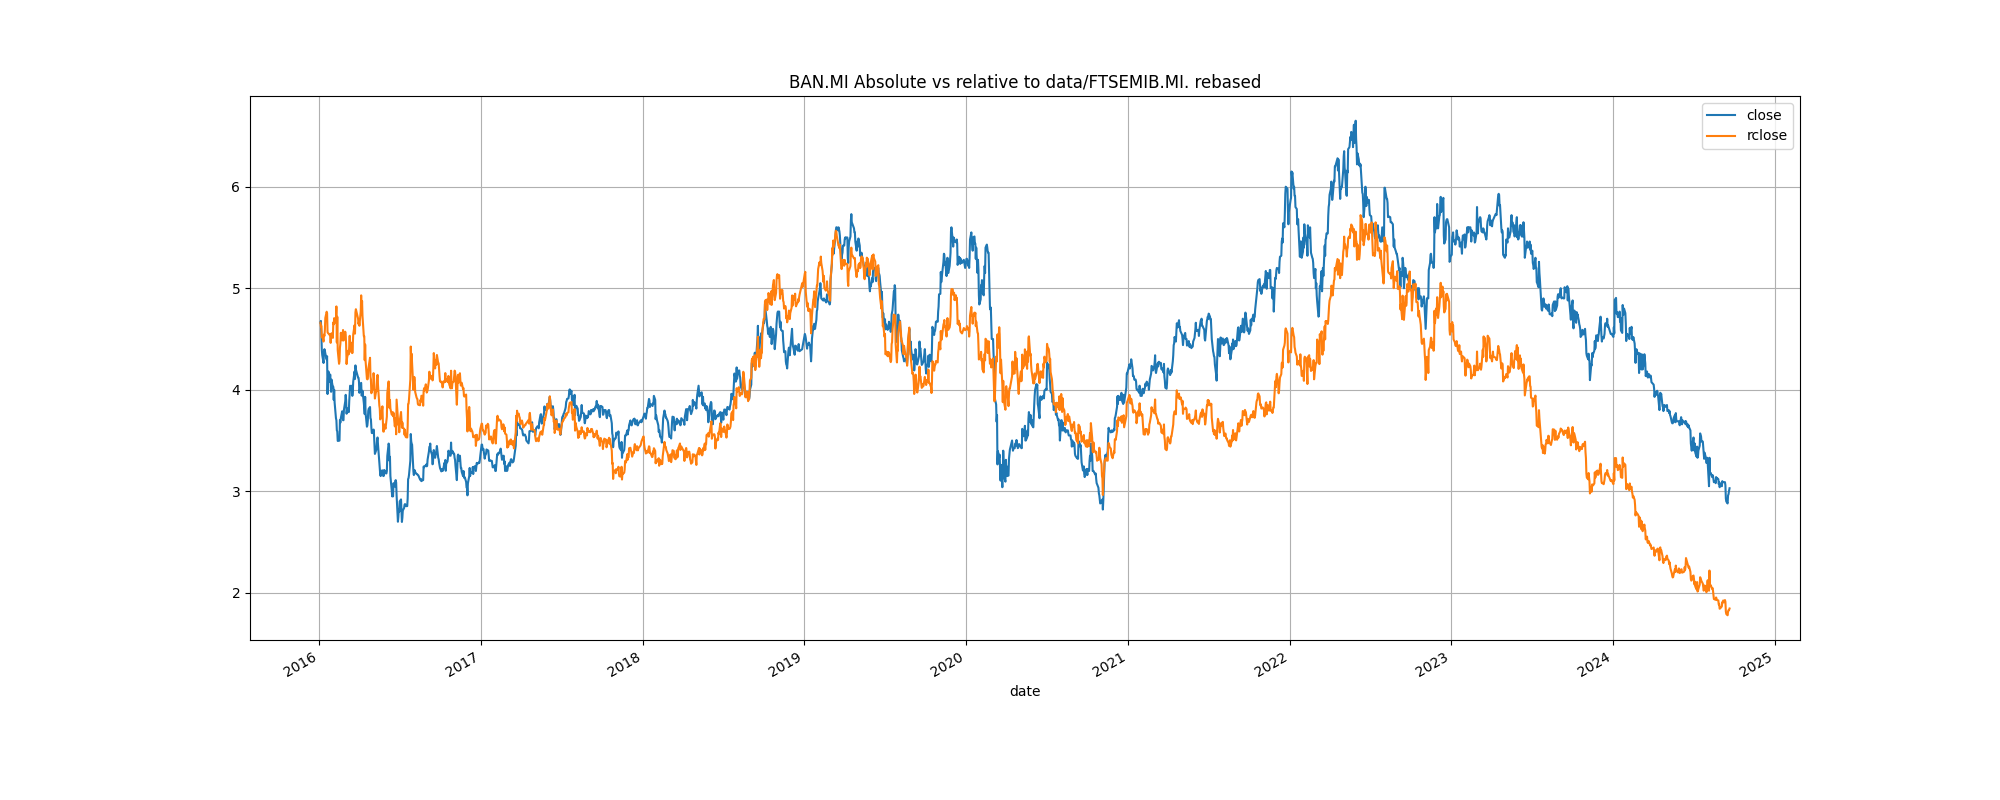 BAN.MI Absolute vs relative to data/FTSEMIB.MI. rebased
close
rclose
6
5
4
3
2
2016 2017 2018 2019 2020 2021 2022 2023 2024 2025
date